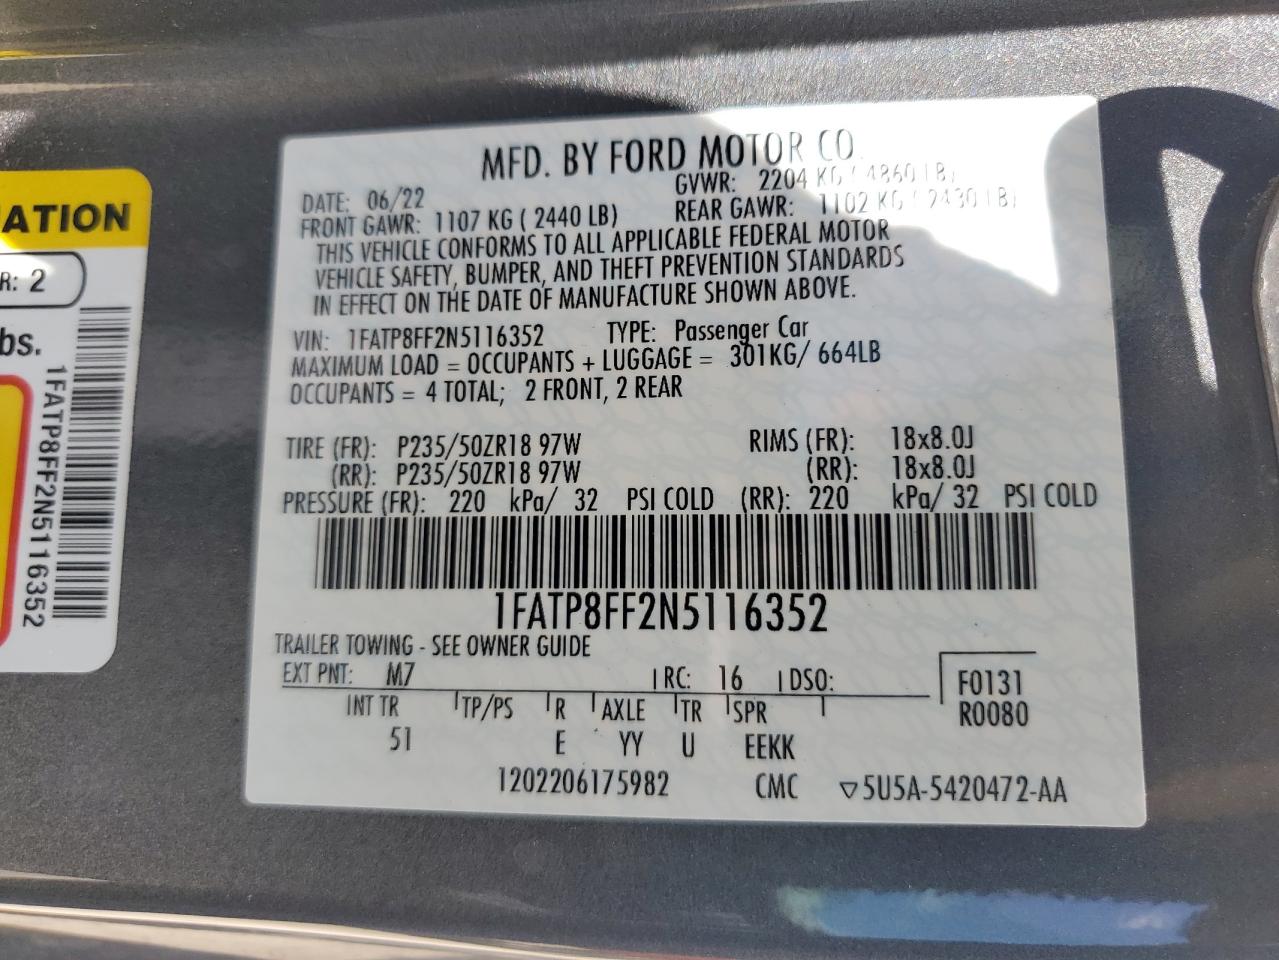 MFD. BY FORD MOTOR CO.
DATE: 06/22 GVWR: 2204 KG ( 4860 LB)
FRONT GAWR: 1107 KG ( 2440 LB) REAR GAWR: 1102 KG ( 2430 LB)
THIS VEHICLE CONFORMS TO ALL APPLICABLE FEDERAL MOTOR
VEHICLE SAFETY, BUMPER, AND THEFT PREVENTION STANDARDS
IN EFFECT ON THE DATE OF MANUFACTURE SHOWN ABOVE.
VIN: 1FATP8FF2N5116352 TYPE: Passenger Car
MAXIMUM LOAD = OCCUPANTS + LUGGAGE = 301KG/ 664LB
OCCUPANTS = 4 TOTAL; 2 FRONT, 2 REAR
TIRE (FR): P235/50ZR18 97W RIMS (FR): 18x8.0J
(RR): P235/50ZR18 97W (RR): 18x8.0J
PRESSURE (FR): 220 kPa/ 32 PSI COLD (RR): 220 kPa/ 32 PSI COLD
1FATP8FF2N5116352
TRAILER TOWING - SEE OWNER GUIDE
EXT PNT: M7 RC: 16 DSO: F0131
R0080
INT TR TP/PS R AXLE TR SPR
51 E YY U EEKK
1202206175982 CMC ▽5U5A-5420472-AA
ATION
R: 2
bs.
1FATP8FF2N5116352